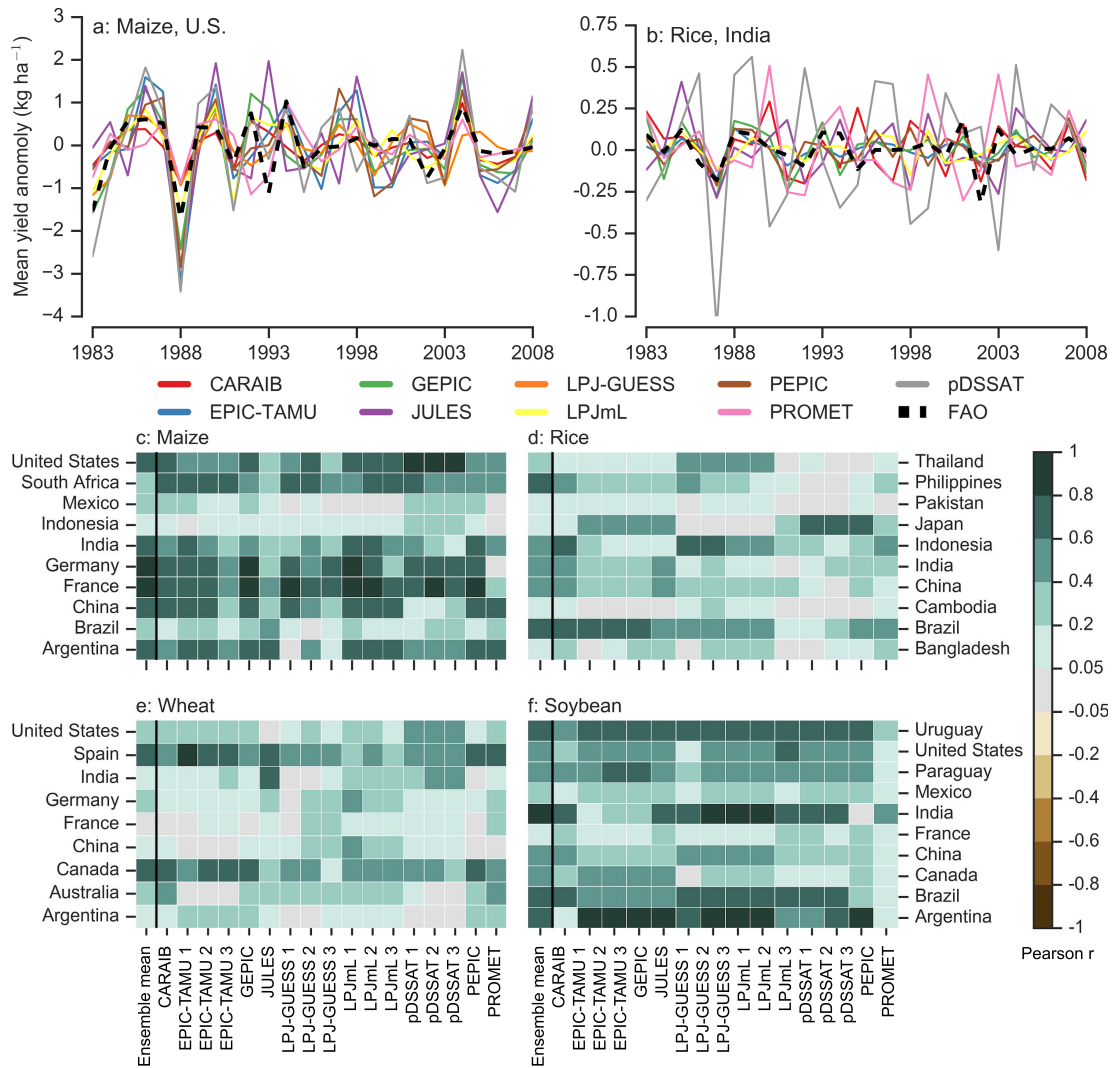 a: Maize, U.S.
b: Rice, India
Mean yield anomoly (kg ha⁻¹)
3
2
1
0
-1
-2
-3
-4
0.75
0.50
0.25
0.00
-0.25
-0.50
-0.75
-1.0
1983 1988 1993 1998 2003 2008
1983 1988 1993 1998 2003 2008
CARAIB GEPIC LPJ-GUESS PEPIC pDSSAT
EPIC-TAMU JULES LPJmL PROMET FAO
c: Maize
United States
South Africa
Mexico
Indonesia
India
Germany
France
China
Brazil
Argentina
d: Rice
Thailand
Philippines
Pakistan
Japan
Indonesia
India
China
Cambodia
Brazil
Bangladesh
e: Wheat
United States
Spain
India
Germany
France
China
Canada
Australia
Argentina
f: Soybean
Uruguay
United States
Paraguay
Mexico
India
France
China
Canada
Brazil
Argentina
Ensemble mean
CARAIB
EPIC-TAMU 1
EPIC-TAMU 2
EPIC-TAMU 3
GEPIC
JULES
LPJ-GUESS 1
LPJ-GUESS 2
LPJ-GUESS 3
LPJmL 1
LPJmL 2
LPJmL 3
pDSSAT 1
pDSSAT 2
pDSSAT 3
PEPIC
PROMET
Ensemble mean
CARAIB
EPIC-TAMU 1
EPIC-TAMU 2
EPIC-TAMU 3
GEPIC
JULES
LPJ-GUESS 1
LPJ-GUESS 2
LPJ-GUESS 3
LPJmL 1
LPJmL 2
LPJmL 3
pDSSAT 1
pDSSAT 2
pDSSAT 3
PEPIC
PROMET
1
0.8
0.6
0.4
0.2
0.05
-0.05
-0.2
-0.4
-0.6
-0.8
-1
Pearson r